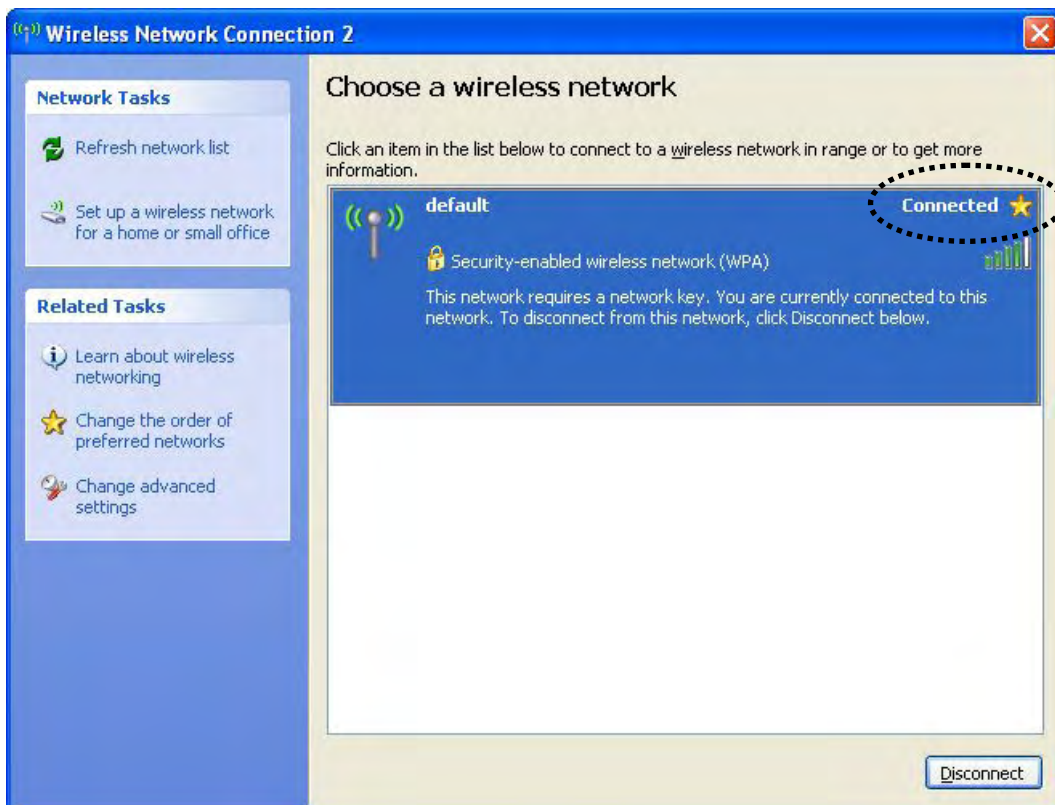 Wireless Network Connection 2
Network Tasks
Refresh network list
Set up a wireless network
for a home or small office
Related Tasks
Learn about wireless
networking
Change the order of
preferred networks
Change advanced
settings
Choose a wireless network
Click an item in the list below to connect to a wireless network in range or to get more
information.
default
Connected
Security-enabled wireless network (WPA)
This network requires a network key. You are currently connected to this
network. To disconnect from this network, click Disconnect below.
Disconnect